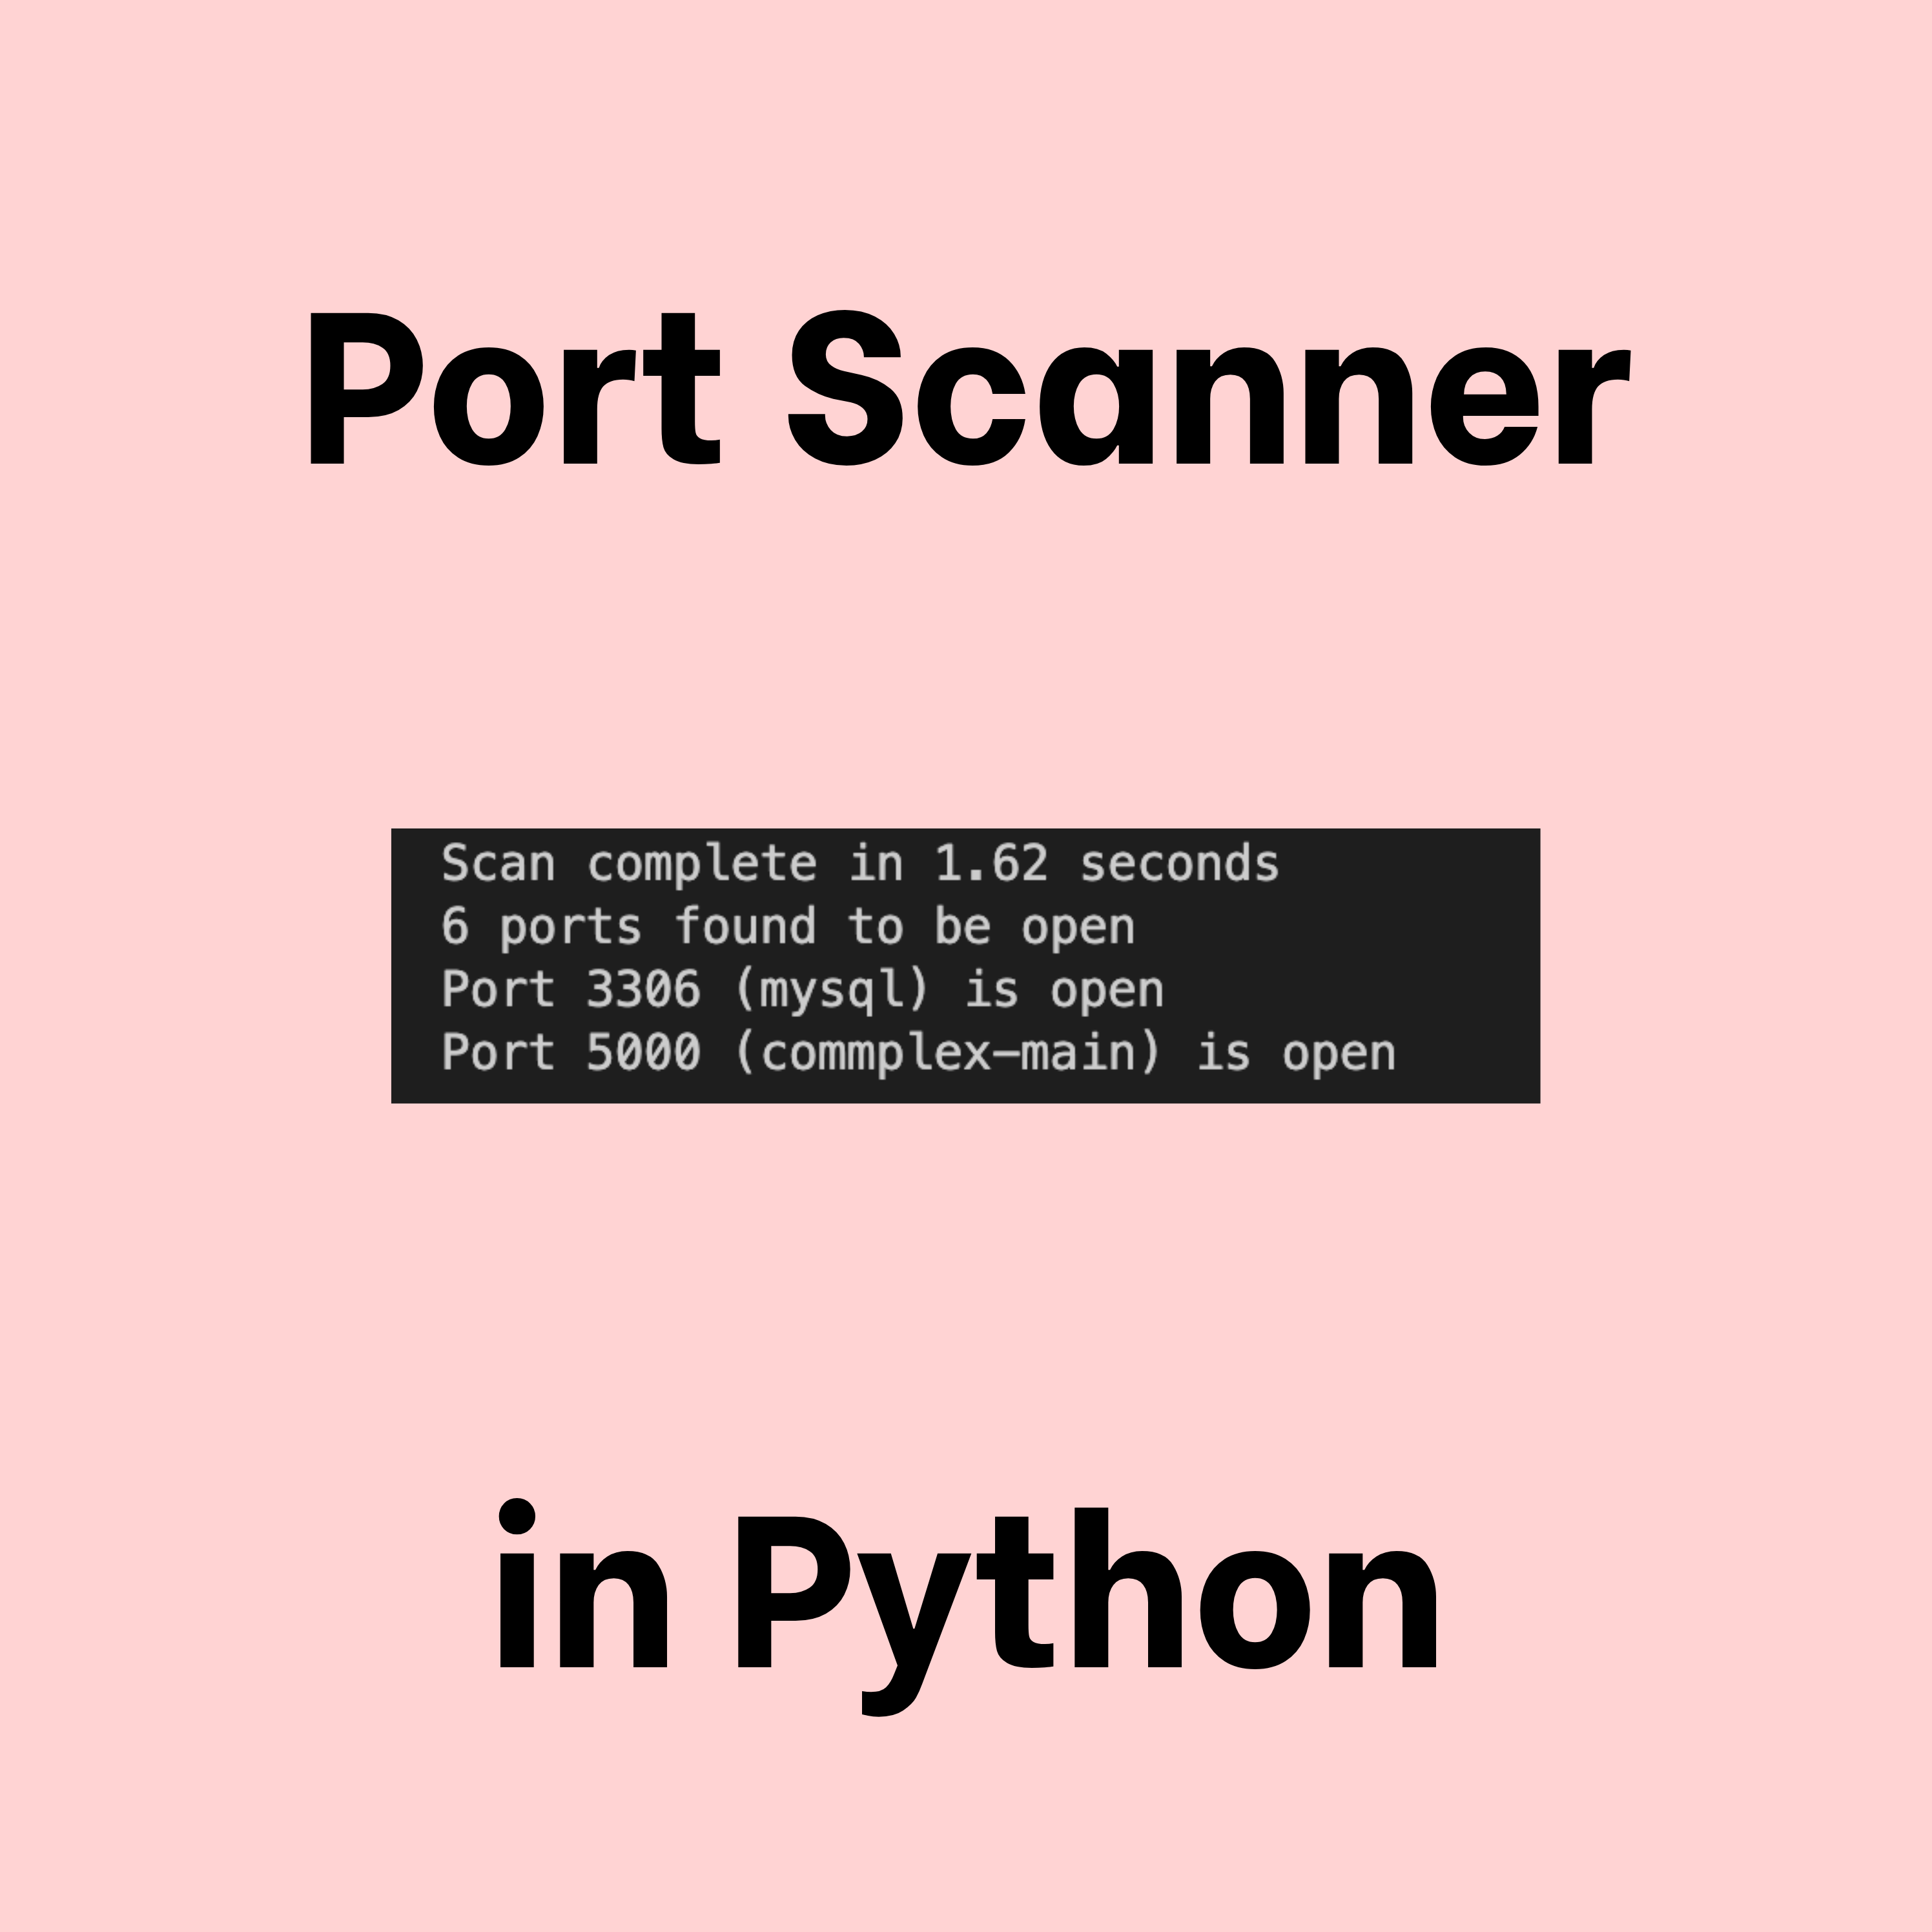 Port Scanner
Scan complete in 1.62 seconds
6 ports found to be open
Port 3306 (mysql) is open
Port 5000 (commplex-main) is open
in Python